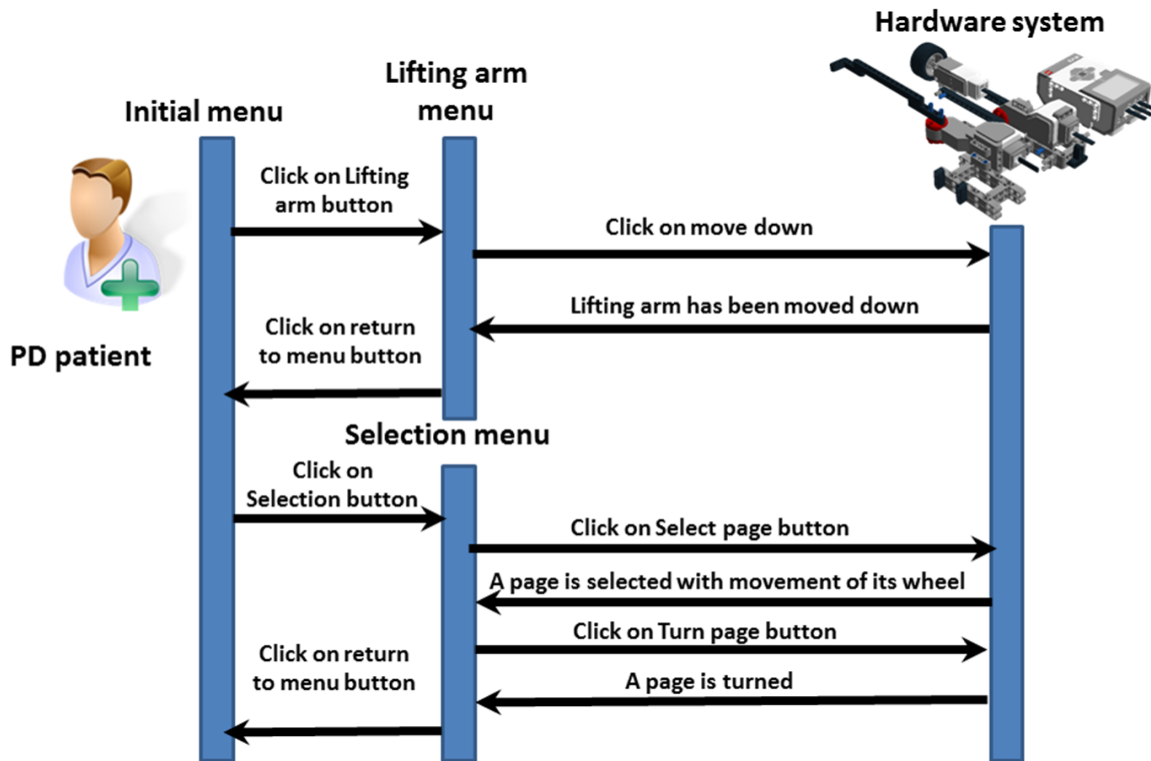 Hardware system
Lifting arm
menu
Initial menu
Click on Lifting
arm button
Click on move down
Lifting arm has been moved down
Click on return
to menu button
PD patient
Selection menu
Click on
Selection button
Click on Select page button
A page is selected with movement of its wheel
Click on Turn page button
Click on return
to menu button
A page is turned